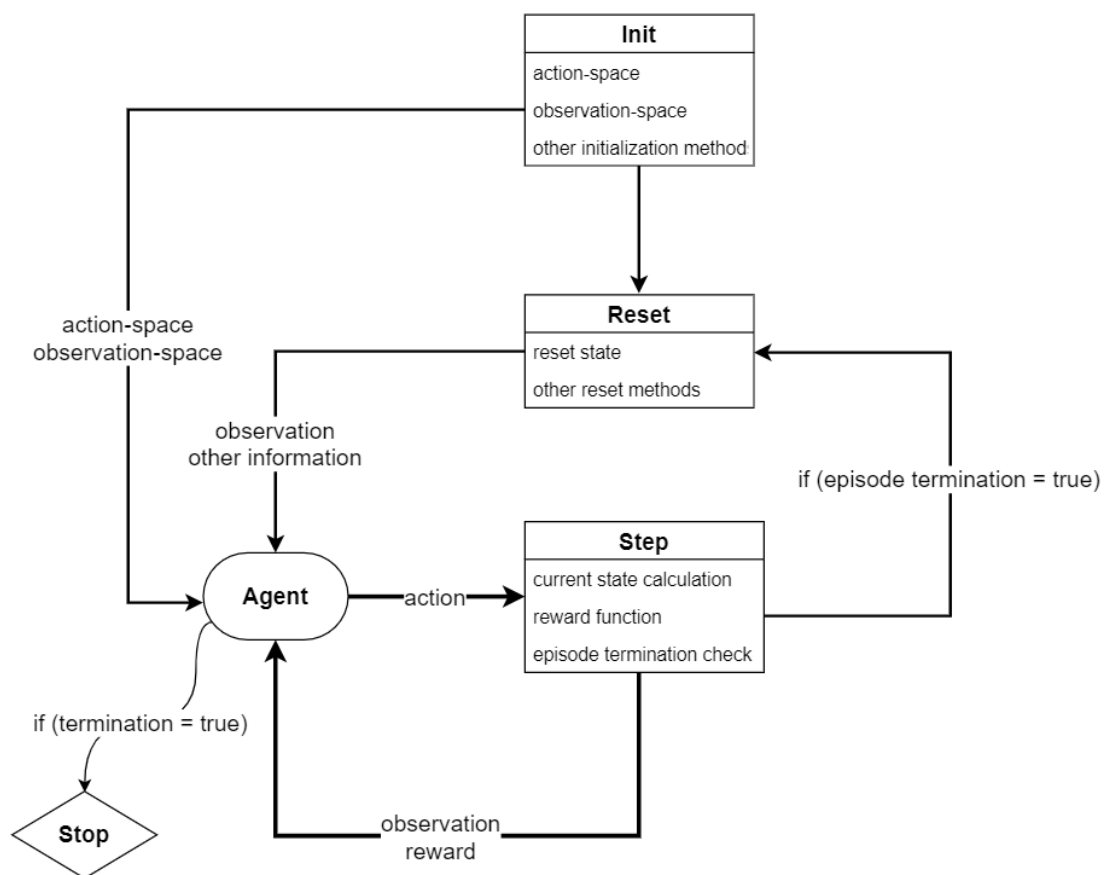 Init
action-space
observation-space
other initialization method
action-space
observation-space
Reset
reset state
other reset methods
observation
other information
if (episode termination = true)
Step
current state calculation
reward function
episode termination check
Agent
action
if (termination = true)
Stop
observation
reward